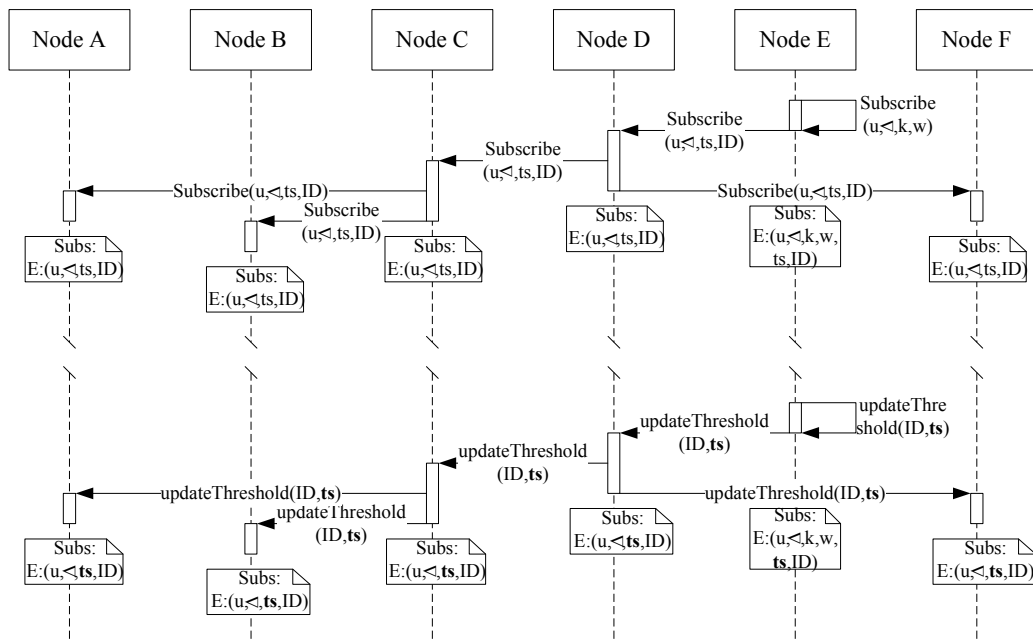 Node A
Node B
Node C
Node D
Node E
Node F
Subscribe
(u,⊲,k,w)
Subscribe
(u,⊲,ts,ID)
Subscribe
(u,⊲,ts,ID)
Subscribe(u,⊲,ts,ID)
Subscribe(u,⊲,ts,ID)
Subscribe
(u,⊲,ts,ID)
Subs:
E:(u,⊲,ts,ID)
Subs:
E:(u,⊲,ts,ID)
Subs:
E:(u,⊲,ts,ID)
Subs:
E:(u,⊲,ts,ID)
Subs:
E:(u,⊲,k,w,
ts,ID)
Subs:
E:(u,⊲,ts,ID)
updateThre
shold(ID,ts)
updateThreshold
(ID,ts)
updateThreshold
(ID,ts)
updateThreshold(ID,ts)
updateThreshold(ID,ts)
updateThreshold
(ID,ts)
Subs:
E:(u,⊲,ts,ID)
Subs:
E:(u,⊲,ts,ID)
Subs:
E:(u,⊲,ts,ID)
Subs:
E:(u,⊲,ts,ID)
Subs:
E:(u,⊲,k,w,
ts,ID)
Subs:
E:(u,⊲,ts,ID)